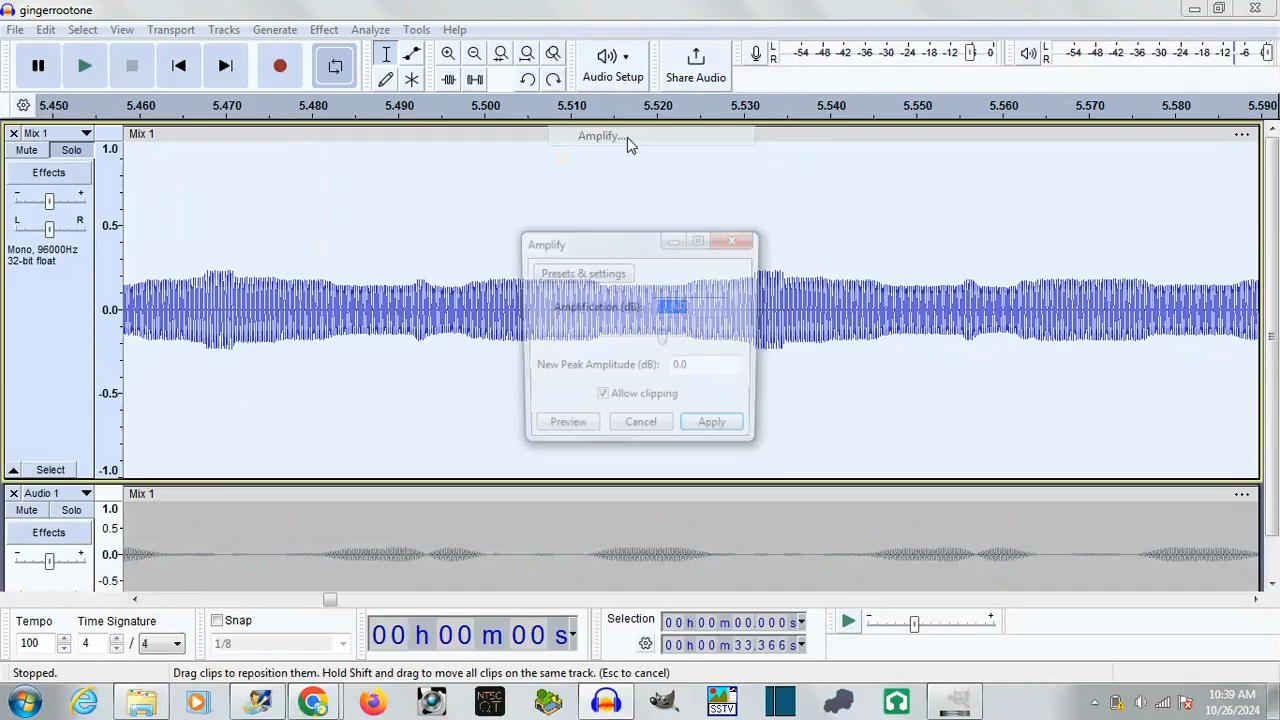 gingerrootone
File Edit Select View Transport Tracks Generate Effect Analyze Tools Help
Audio Setup Share Audio
L R -54 -48 -42 -36 -30 -24 -18 -12 0
L R -54 -48 -42 -36 -30 -24 -18 -12 -6 0
5.450 5.460 5.470 5.480 5.490 5.500 5.510 5.520 5.530 5.540 5.550 5.560 5.570 5.580 5.590
Mix 1 Mix 1
Amplify...
Mute Solo 1.0
Effects
- +
0.5
L R
Mono, 96000Hz
32-bit float
0.0
-0.5
Select -1.0
Amplify
Presets & settings
Amplification (dB):
New Peak Amplitude (dB): 0.0
Allow clipping
Preview Cancel Apply
Audio 1 Mix 1
Mute Solo 1.0
0.5
Effects
0.0
- +
-0.5
Tempo Time Signature Snap
100 4 / 4 1/8
00 h 00 m 00 s
Selection
00 h 00 m 00.000 s
00 h 00 m 33.366 s
- +
Stopped. Drag clips to reposition them. Hold Shift and drag to move all clips on the same track. (Esc to cancel)
NTSC QT
SSTV
10:39 AM
10/26/2024